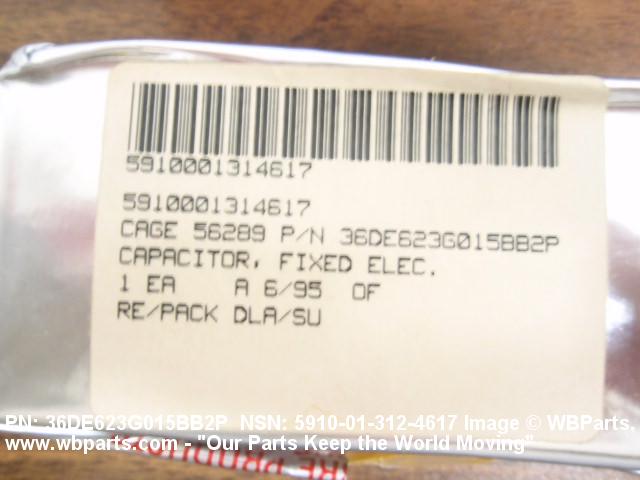 5910001314617
5910001314617
CAGE 56289 P/N 36DE623G015BB2P
CAPACITOR, FIXED ELEC.
1 EA A 6/95 OF
RE/PACK DLA/SU
PN: 36DE623G015BB2P NSN: 5910-01-312-4617 Image © WBParts,
www.wbparts.com - "Our Parts Keep the World Moving"